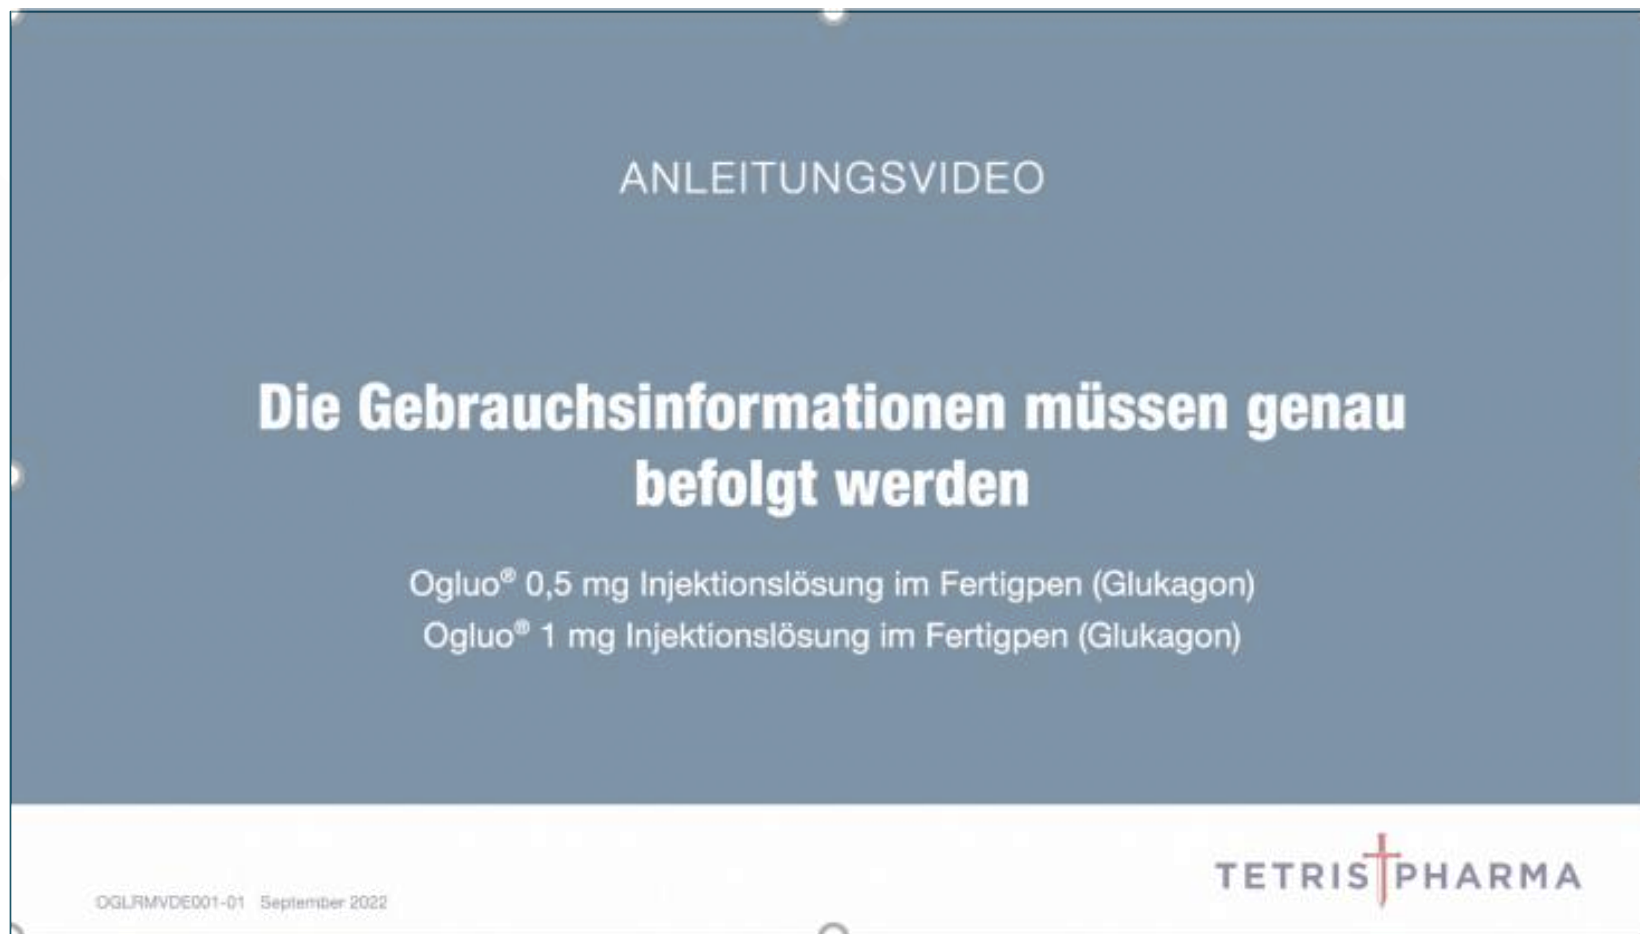 ANLEITUNGSVIDEO
Die Gebrauchsinformationen müssen genau
befolgt werden
Ogluo® 0,5 mg Injektionslösung im Fertigpen (Glukagon)
Ogluo® 1 mg Injektionslösung im Fertigpen (Glukagon)
TETRIS PHARMA
OGLRMVDE001-01 September 2022